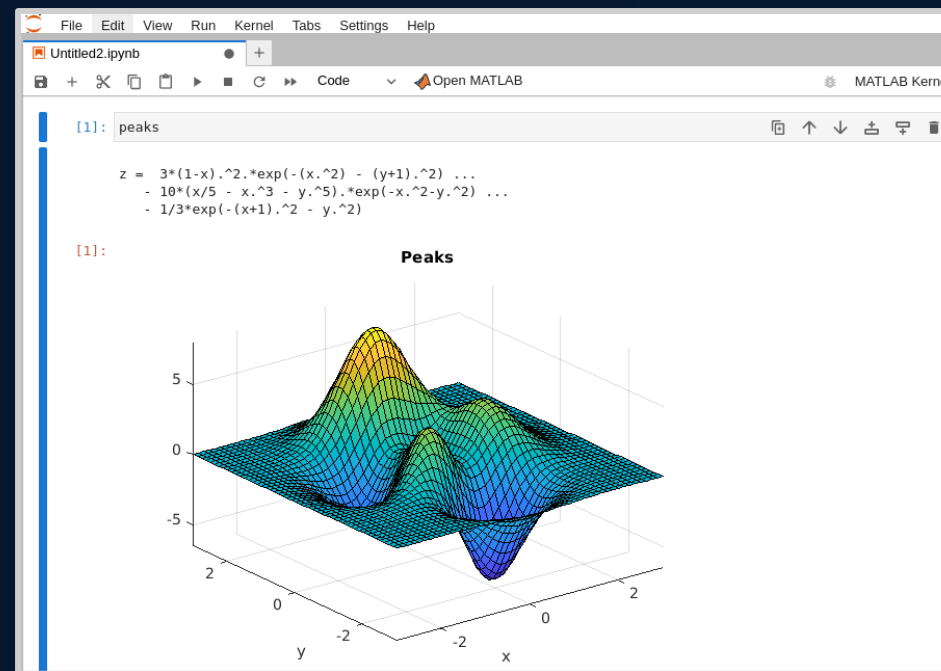 File Edit View Run Kernel Tabs Settings Help
Untitled2.ipynb
Code Open MATLAB MATLAB
[1]: peaks
z =  3*(1-x).^2.*exp(-(x.^2) - (y+1).^2) ...
   - 10*(x/5 - x.^3 - y.^5).*exp(-x.^2-y.^2) ...
   - 1/3*exp(-(x+1).^2 - y.^2)
[1]:
Peaks
5
0
-5
2
0
-2
y
-2
0
2
x